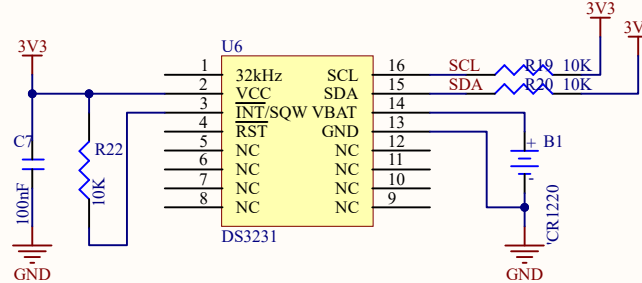 3V3
3V3
3V3
U6
1 32kHz SCL 16 SCL R19 10K
2 VCC SDA 15 SDA R20 10K
3 INT/SQW VBAT 14
4 RST GND 13
5 NC NC 12
6 NC NC 11
7 NC NC 10
8 NC NC 9
DS3231
C7
100nF
R22
10K
+ B1
-
'CR1220
GND
GND